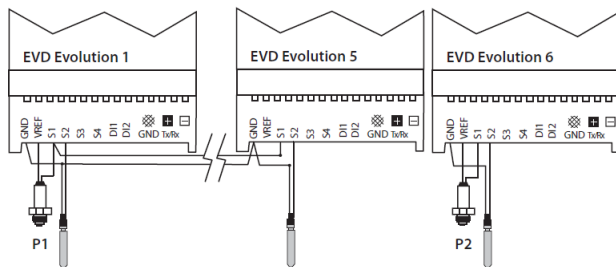 EVD Evolution 1
EVD Evolution 5
EVD Evolution 6
GND VREF S1 S2 S3 S4 DI1 DI2 GND Tx/Rx
GND VREF S1 S2 S3 S4 DI1 DI2 GND Tx/Rx
GND VREF S1 S2 S3 S4 DI1 DI2 GND Tx/Rx
P1
P2